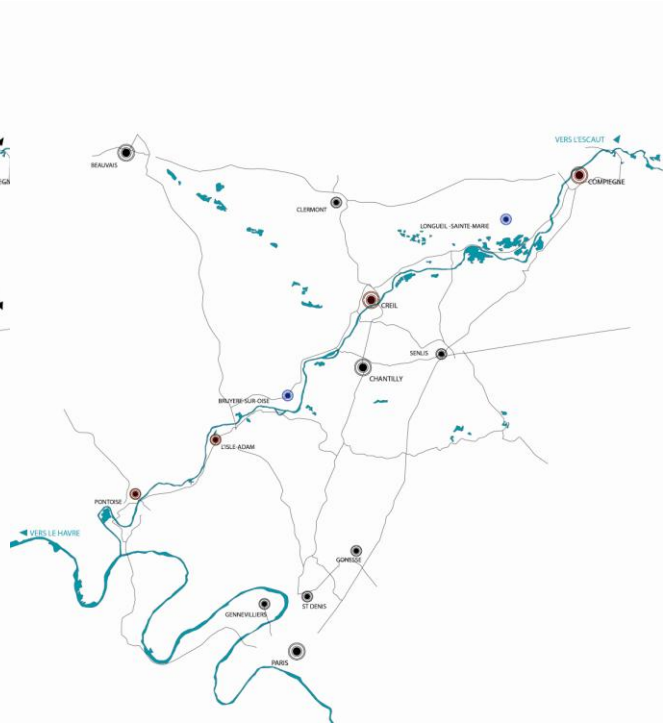 VERS L'ESCAUT
BEAUVAIS
COMPIEGNE
CLERMONT
LONGUEIL -SAINTE-MARIE
CREIL
SENLIS
CHANTILLY
BRUYERE-SUR-OISE
L'ISLE-ADAM
PONTOISE
VERS LE HAVRE
GONESSE
GENNEVILLIERS
ST DENIS
PARIS